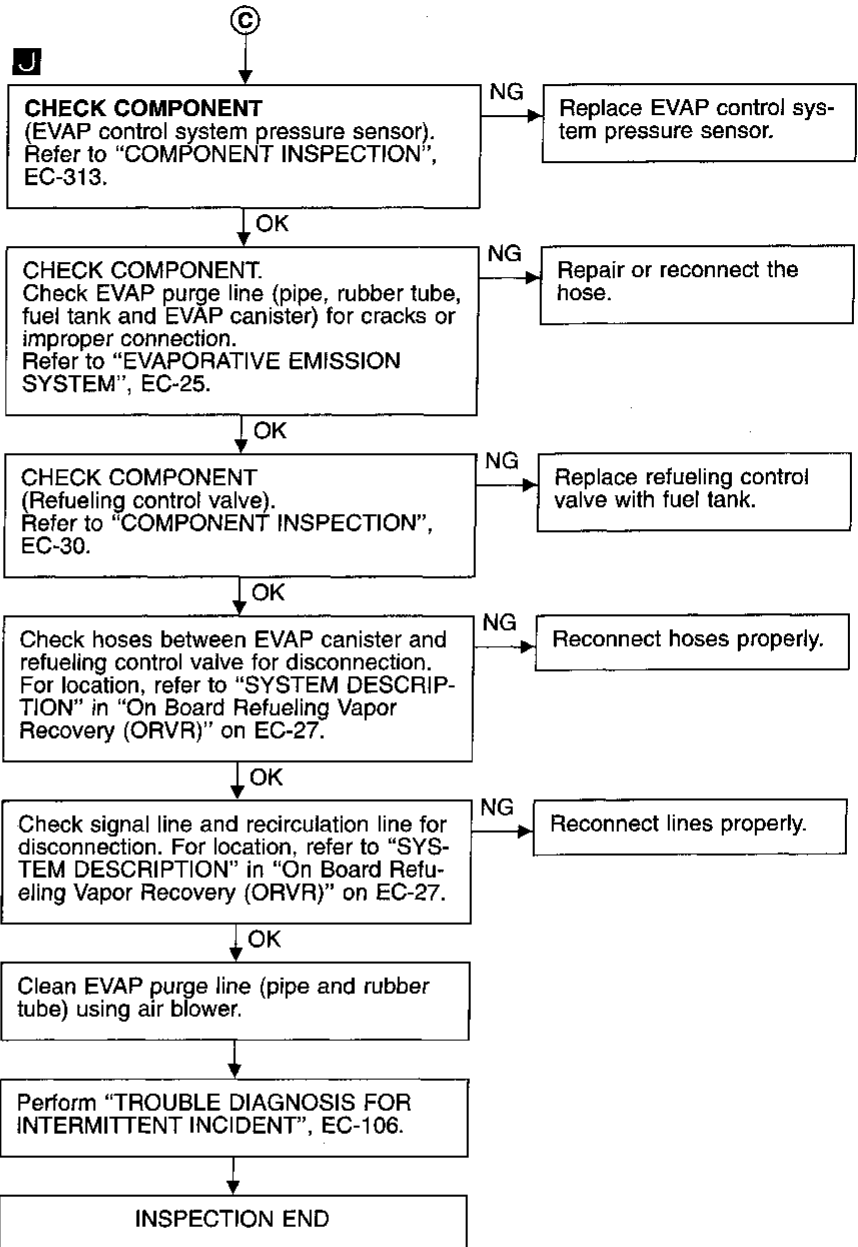 C
J
CHECK COMPONENT
(EVAP control system pressure sensor).
Refer to “COMPONENT INSPECTION”,
EC-313.
NG
Replace EVAP control sys-
tem pressure sensor.
OK
CHECK COMPONENT.
Check EVAP purge line (pipe, rubber tube,
fuel tank and EVAP canister) for cracks or
improper connection.
Refer to “EVAPORATIVE EMISSION
SYSTEM”, EC-25.
NG
Repair or reconnect the
hose.
OK
CHECK COMPONENT
(Refueling control valve).
Refer to “COMPONENT INSPECTION”,
EC-30.
NG
Replace refueling control
valve with fuel tank.
OK
Check hoses between EVAP canister and
refueling control valve for disconnection.
For location, refer to “SYSTEM DESCRIP-
TION” in “On Board Refueling Vapor
Recovery (ORVR)” on EC-27.
NG
Reconnect hoses properly.
OK
Check signal line and recirculation line for
disconnection. For location, refer to “SYS-
TEM DESCRIPTION” in “On Board Refu-
eling Vapor Recovery (ORVR)” on EC-27.
NG
Reconnect lines properly.
OK
Clean EVAP purge line (pipe and rubber
tube) using air blower.
Perform “TROUBLE DIAGNOSIS FOR
INTERMITTENT INCIDENT”, EC-106.
INSPECTION END